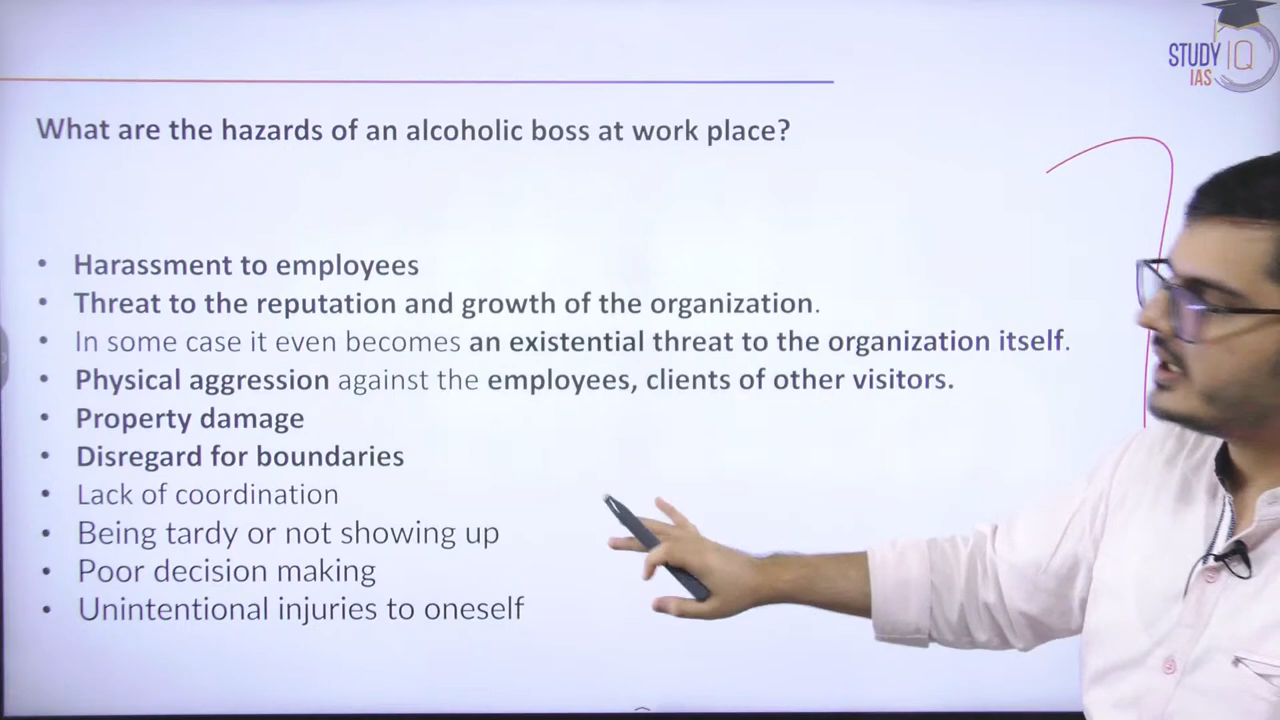 STUDY IQ
IAS
What are the hazards of an alcoholic boss at work place?
• Harassment to employees
• Threat to the reputation and growth of the organization.
• In some case it even becomes an existential threat to the organization itself.
• Physical aggression against the employees, clients of other visitors.
• Property damage
• Disregard for boundaries
• Lack of coordination
• Being tardy or not showing up
• Poor decision making
• Unintentional injuries to oneself